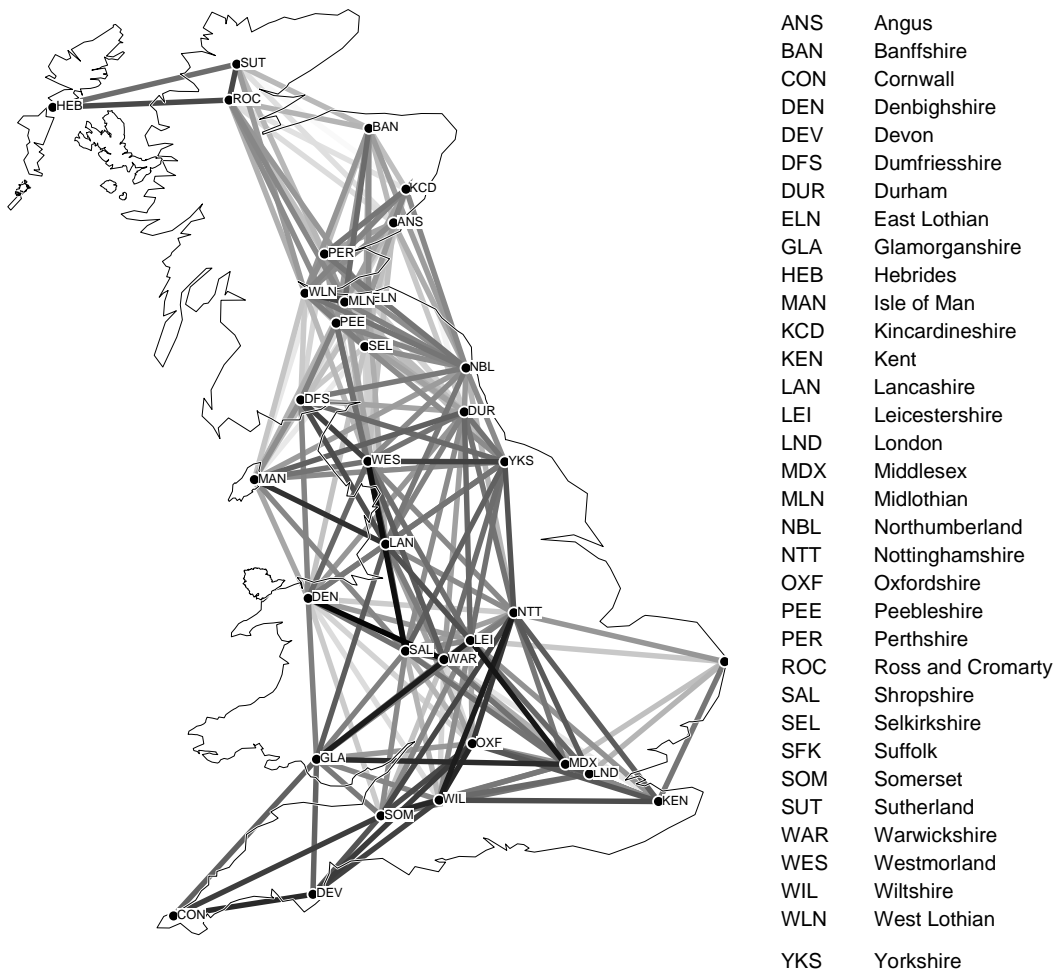 SUT
HEB
ROC
BAN
KCD
ANS
PER
WLN
MLN
ELN
PEE
SEL
NBL
DFS
DUR
WES
YKS
MAN
LAN
DEN
NTT
LEI
SAL
WAR
OXF
GLA
MDX
LND
WIL
KEN
SOM
DEV
CON
ANS Angus
BAN Banffshire
CON Cornwall
DEN Denbighshire
DEV Devon
DFS Dumfriesshire
DUR Durham
ELN East Lothian
GLA Glamorganshire
HEB Hebrides
MAN Isle of Man
KCD Kincardineshire
KEN Kent
LAN Lancashire
LEI Leicestershire
LND London
MDX Middlesex
MLN Midlothian
NBL Northumberland
NTT Nottinghamshire
OXF Oxfordshire
PEE Peebleshire
PER Perthshire
ROC Ross and Cromarty
SAL Shropshire
SEL Selkirkshire
SFK Suffolk
SOM Somerset
SUT Sutherland
WAR Warwickshire
WES Westmorland
WIL Wiltshire
WLN West Lothian
YKS Yorkshire